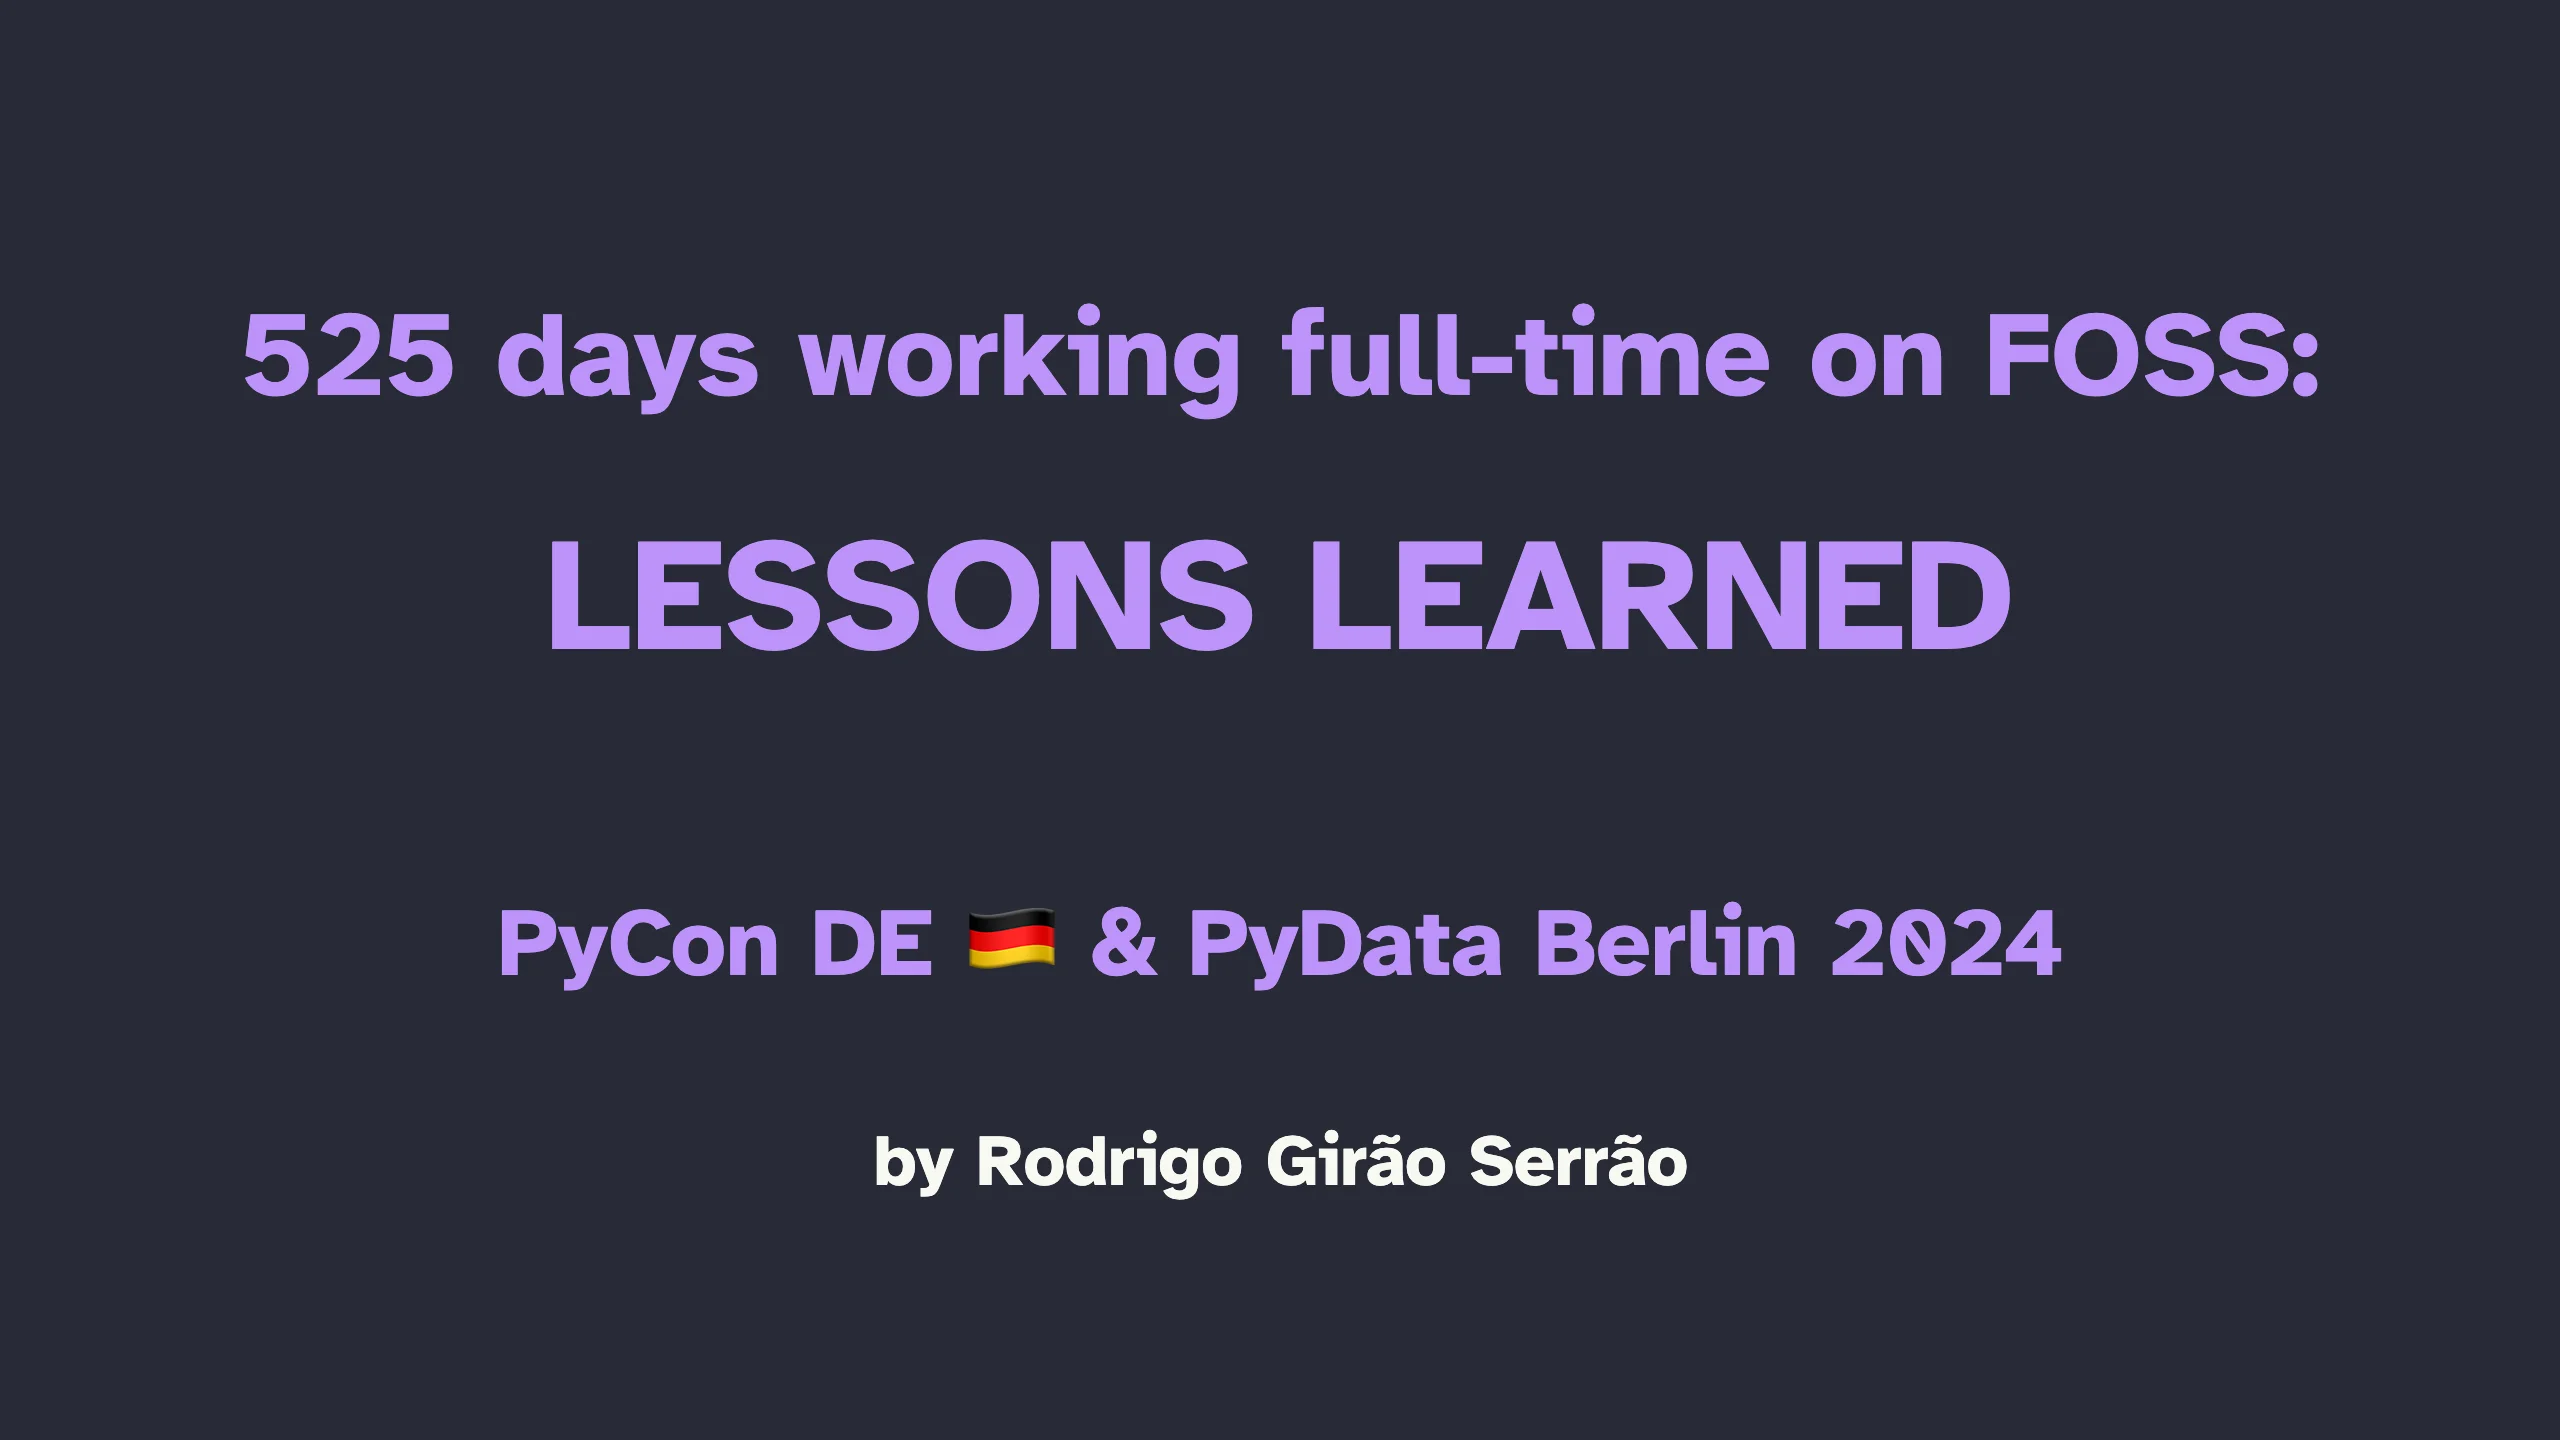 525 days working full-time on FOSS:
LESSONS LEARNED
PyCon DE 🇩🇪 & PyData Berlin 2024
by Rodrigo Girão Serrão